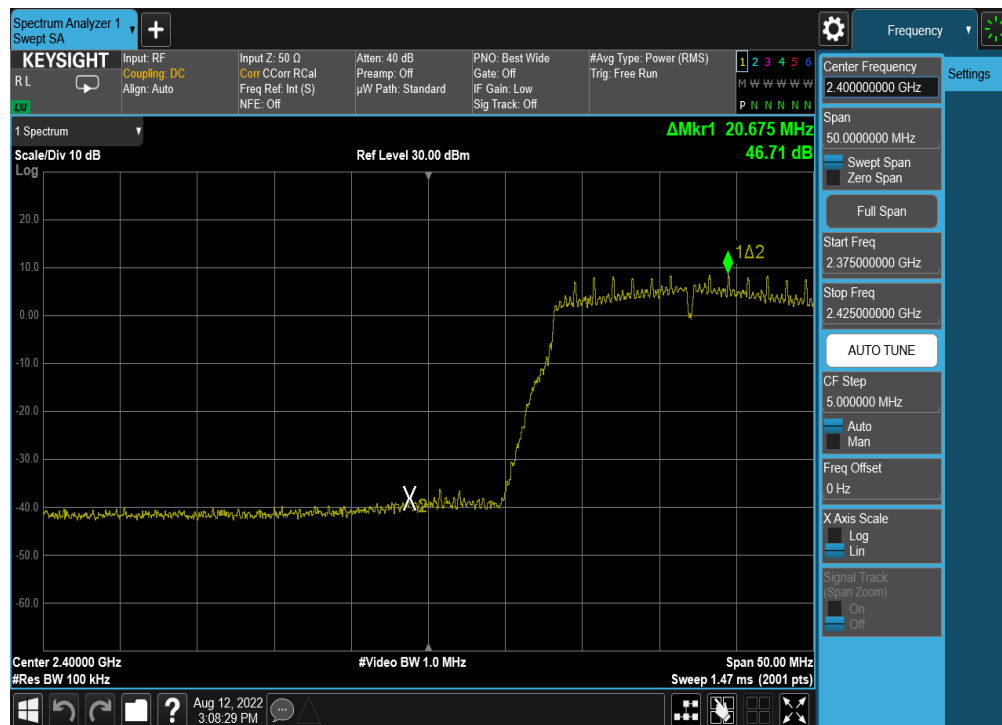 Spectrum Analyzer 1
Swept SA
+
Frequency
KEYSIGHT
R L
LXI
Input: RF
Coupling: DC
Align: Auto
Input Z: 50 Ω
Corr CCorr RCal
Freq Ref: Int (S)
NFE: Off
Atten: 40 dB
Preamp: Off
µW Path: Standard
PNO: Best Wide
Gate: Off
IF Gain: Low
Sig Track: Off
#Avg Type: Power (RMS)
Trig: Free Run
1 2 3 4 5 6
M W W W W W
P N N N N N
1 Spectrum
Scale/Div 10 dB
Log
Ref Level 30.00 dBm
ΔMkr1 20.675 MHz
46.71 dB
20.0
10.0
0.00
-10.0
-20.0
-30.0
-40.0
-50.0
-60.0
1Δ2
X2
Center 2.40000 GHz
#Res BW 100 kHz
#Video BW 1.0 MHz
Span 50.00 MHz
Sweep 1.47 ms (2001 pts)
Center Frequency
2.400000000 GHz
Settings
Span
50.0000000 MHz
Swept Span
Zero Span
Full Span
Start Freq
2.375000000 GHz
Stop Freq
2.425000000 GHz
AUTO TUNE
CF Step
5.000000 MHz
Auto
Man
Freq Offset
0 Hz
X Axis Scale
Log
Lin
Signal Track
(Span Zoom)
On
Off
?
Aug 12, 2022
3:08:29 PM